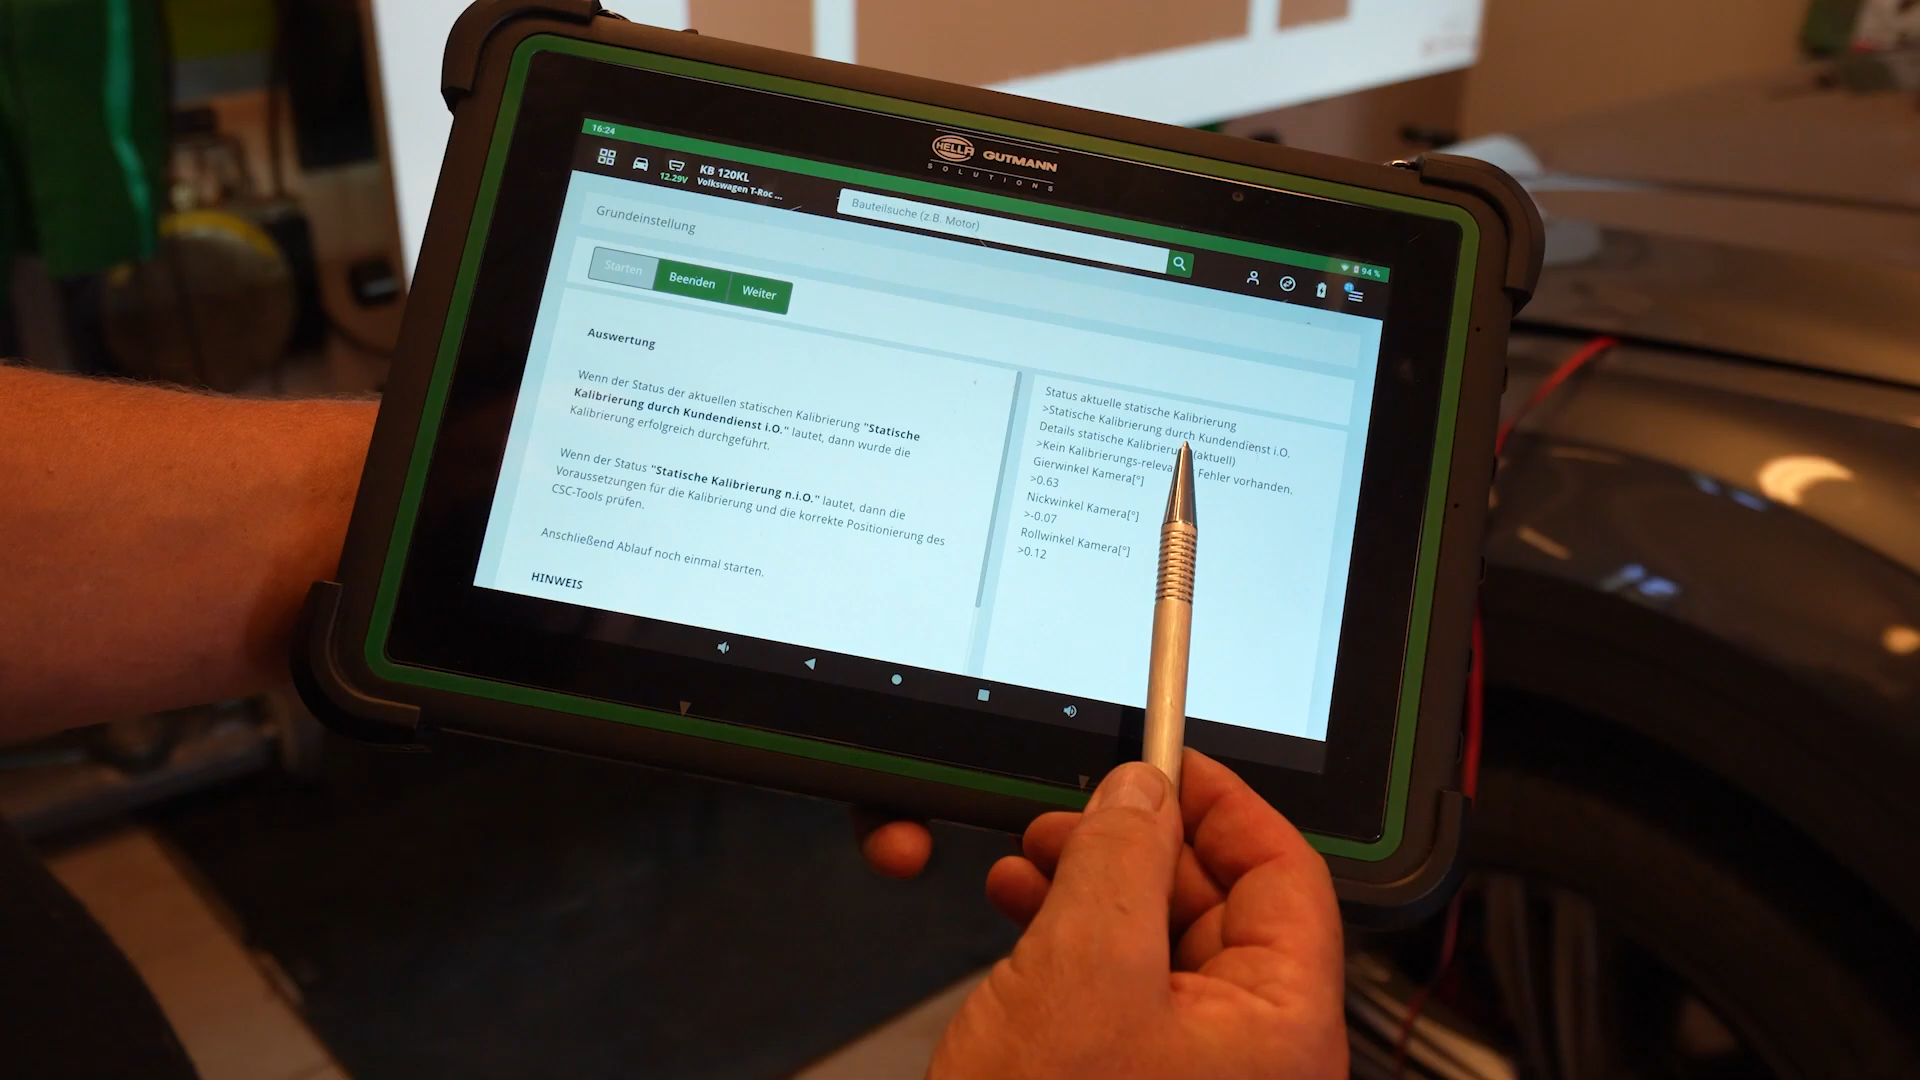 HELLA GUTMANN
SOLUTIONS
16:24
94 %
12.29V
KB 120KL
Volkswagen T-Roc ...
Bauteilsuche (z.B. Motor)
Grundeinstellung
Starten
Beenden
Weiter
Auswertung
Wenn der Status der aktuellen statischen Kalibrierung "Statische
Kalibrierung durch Kundendienst i.O." lautet, dann wurde die
Kalibrierung erfolgreich durchgeführt.
Wenn der Status "Statische Kalibrierung n.i.O." lautet, dann die
Voraussetzungen für die Kalibrierung und die korrekte Positionierung des
CSC-Tools prüfen.
Anschließend Ablauf noch einmal starten.
HINWEIS
Status aktuelle statische Kalibrierung
>Statische Kalibrierung durch Kundendienst i.O.
Details statische Kalibrierung (aktuell)
>Kein Kalibrierungs-relevanter Fehler vorhanden.
Gierwinkel Kamera[°]
>0.63
Nickwinkel Kamera[°]
>-0.07
Rollwinkel Kamera[°]
>0.12